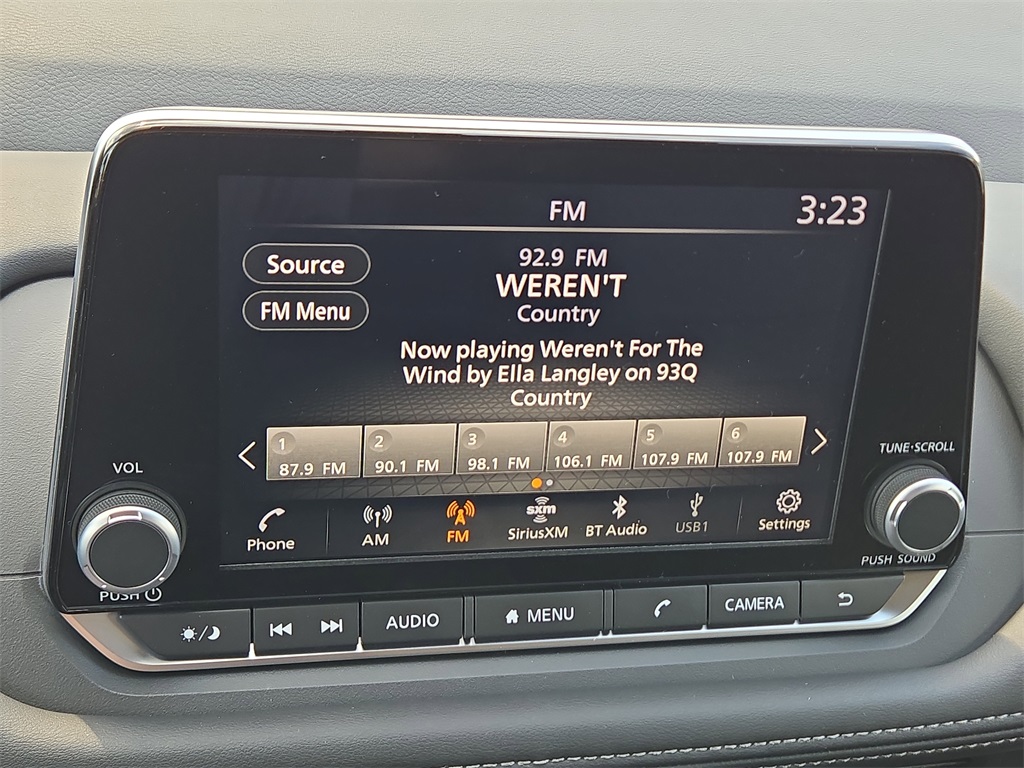 FM
3:23
Source
FM Menu
92.9 FM
WEREN'T
Country
Now playing Weren't For The
Wind by Ella Langley on 93Q
Country
1
87.9 FM
2
90.1 FM
3
98.1 FM
4
106.1 FM
5
107.9 FM
6
107.9 FM
VOL
PUSH
TUNE·SCROLL
PUSH SOUND
Phone
AM
FM
sxm
SiriusXM
BT Audio
USB1
Settings
AUDIO
MENU
CAMERA